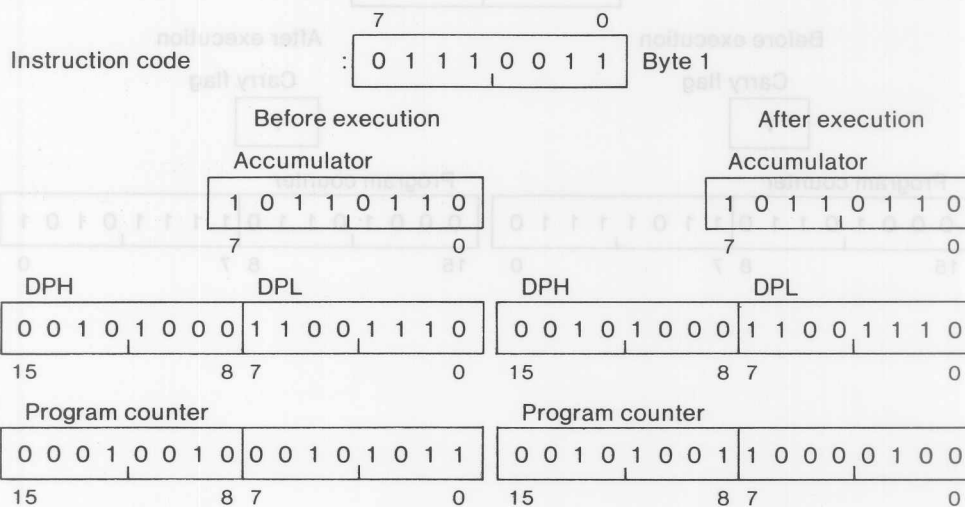 7 0
Instruction code : 0 1 1 1 0 0 1 1 Byte 1
Before execution After execution
Accumulator Accumulator
1 0 1 1 0 1 1 0 1 0 1 1 0 1 1 0
7 0 7 0
DPH DPL DPH DPL
0 0 1 0 1 0 0 0 1 1 0 0 1 1 1 0 0 0 1 0 1 0 0 0 1 1 0 0 1 1 1 0
15 8 7 0 15 8 7 0
Program counter Program counter
0 0 0 1 0 0 1 0 0 0 1 0 1 0 1 1 0 0 1 0 1 0 0 1 1 0 0 0 0 1 0 0
15 8 7 0 15 8 7 0